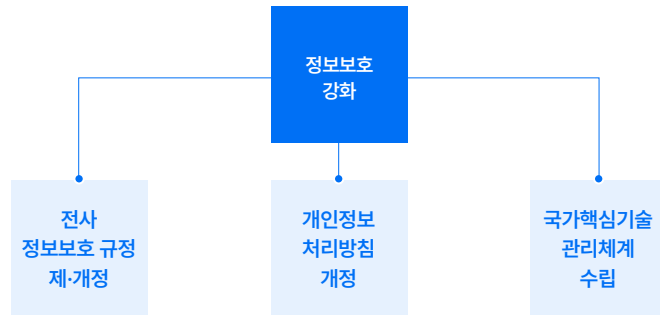 정보보호
강화
전사
정보보호 규정
제·개정
개인정보
처리방침
개정
국가핵심기술
관리체계
수립